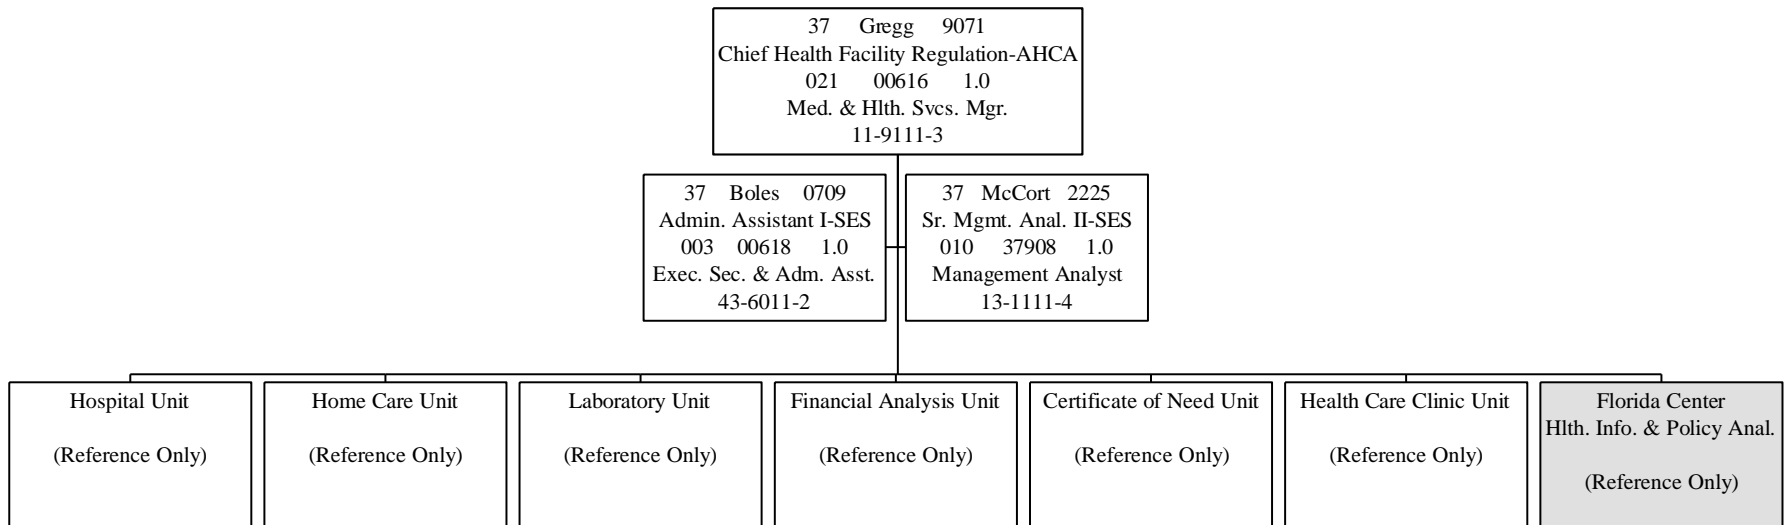 37 Gregg 9071
Chief Health Facility Regulation-AHCA
021 00616 1.0
Med. & Hlth. Svcs. Mgr.
11-9111-3
37 Boles 0709
Admin. Assistant I-SES
003 00618 1.0
Exec. Sec. & Adm. Asst.
43-6011-2
37 McCort 2225
Sr. Mgmt. Anal. II-SES
010 37908 1.0
Management Analyst
13-1111-4
Hospital Unit
(Reference Only)
Home Care Unit
(Reference Only)
Laboratory Unit
(Reference Only)
Financial Analysis Unit
(Reference Only)
Certificate of Need Unit
(Reference Only)
Health Care Clinic Unit
(Reference Only)
Florida Center
Hlth. Info. & Policy Anal.
(Reference Only)